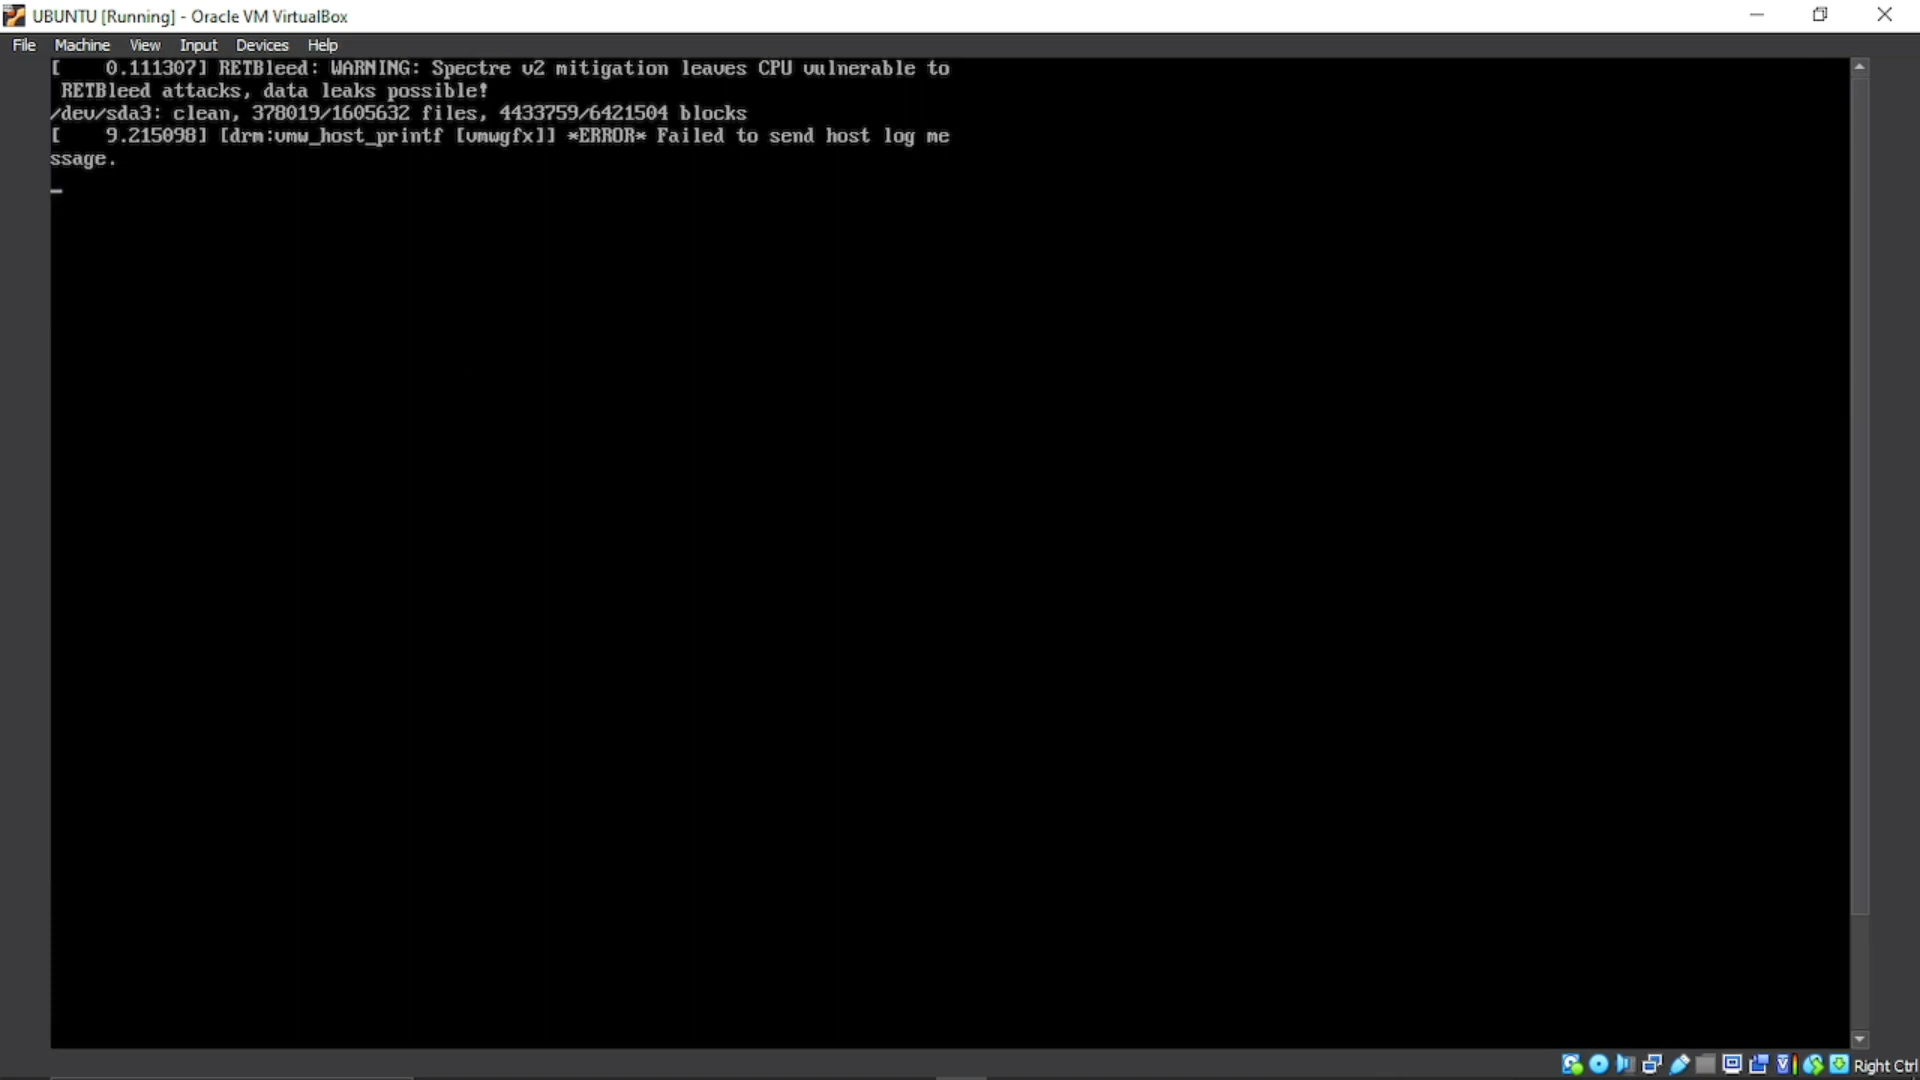 UBUNTU [Running] - Oracle VM VirtualBox
File Machine View Input Devices Help
[    0.111307] RETBleed: WARNING: Spectre v2 mitigation leaves CPU vulnerable to
 RETBleed attacks, data leaks possible!
/dev/sda3: clean, 378019/1605632 files, 4433759/6421504 blocks
[    9.215098] [drm:vmw_host_printf [vmwgfx]] *ERROR* Failed to send host log me
ssage.
Right Ctrl